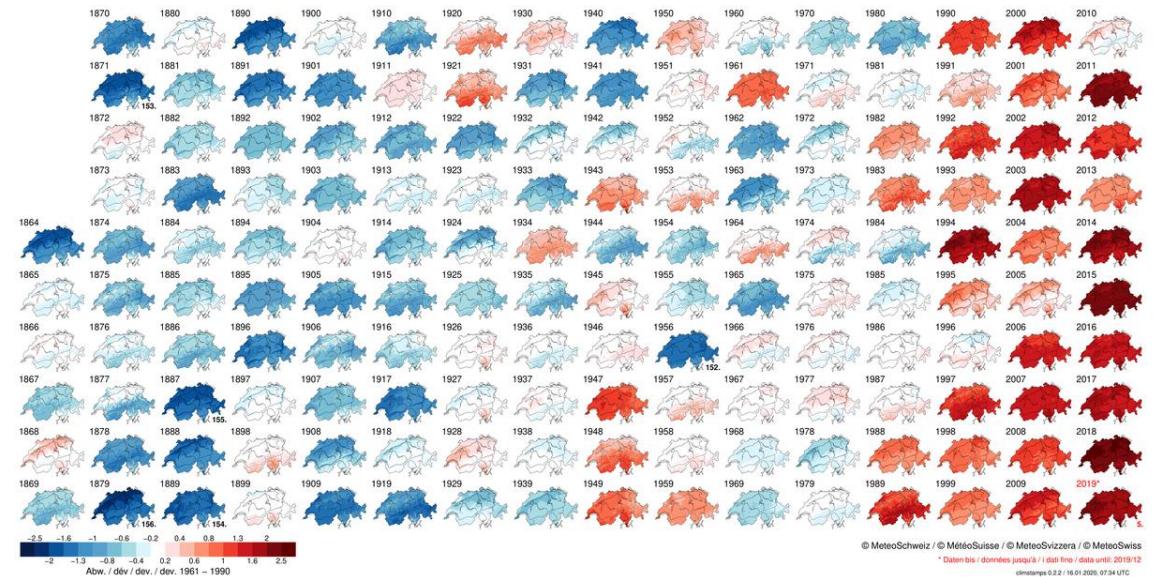 1870 1880 1890 1900 1910 1920 1930 1940 1950 1960 1970 1980 1990 2000 2010
1871 1881 1891 1901 1911 1921 1931 1941 1951 1961 1971 1981 1991 2001 2011
153.
1872 1882 1892 1902 1912 1922 1932 1942 1952 1962 1972 1982 1992 2002 2012
1873 1883 1893 1903 1913 1923 1933 1943 1953 1963 1973 1983 1993 2003 2013
1864 1874 1884 1894 1904 1914 1924 1934 1944 1954 1964 1974 1984 1994 2004 2014
1865 1875 1885 1895 1905 1915 1925 1935 1945 1955 1965 1975 1985 1995 2005 2015
1866 1876 1886 1896 1906 1916 1926 1936 1946 1956 1966 1976 1986 1996 2006 2016
152.
1867 1877 1887 1897 1907 1917 1927 1937 1947 1957 1967 1977 1987 1997 2007 2017
155.
1868 1878 1888 1898 1908 1918 1928 1938 1948 1958 1968 1978 1988 1998 2008 2018
1869 1879 1889 1899 1909 1919 1929 1939 1949 1959 1969 1979 1989 1999 2009 2019*
156. 154. 5.
−2.5 −1.6 −1 −0.6 −0.2 0.4 0.8 1.3 2
−2 −1.3 −0.8 −0.4 0.2 0.6 1 1.6 2.5
Abw. / dév / dev. / dev. 1961 − 1990
© MeteoSchweiz / © MétéoSuisse / © MeteoSvizzera / © MeteoSwiss
* Daten bis / données jusqu'à / i dati fino / data until: 2019/12
climstamps 0.2.2 / 16.01.2020, 07:34 UTC